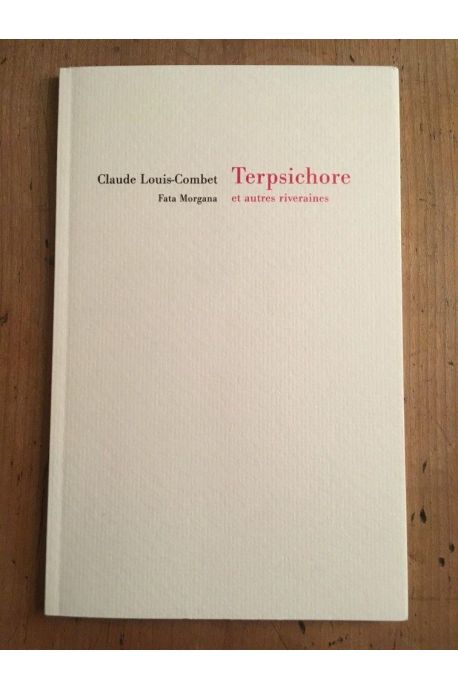 Claude Louis-Combet Terpsichore
Fata Morgana et autres riveraines